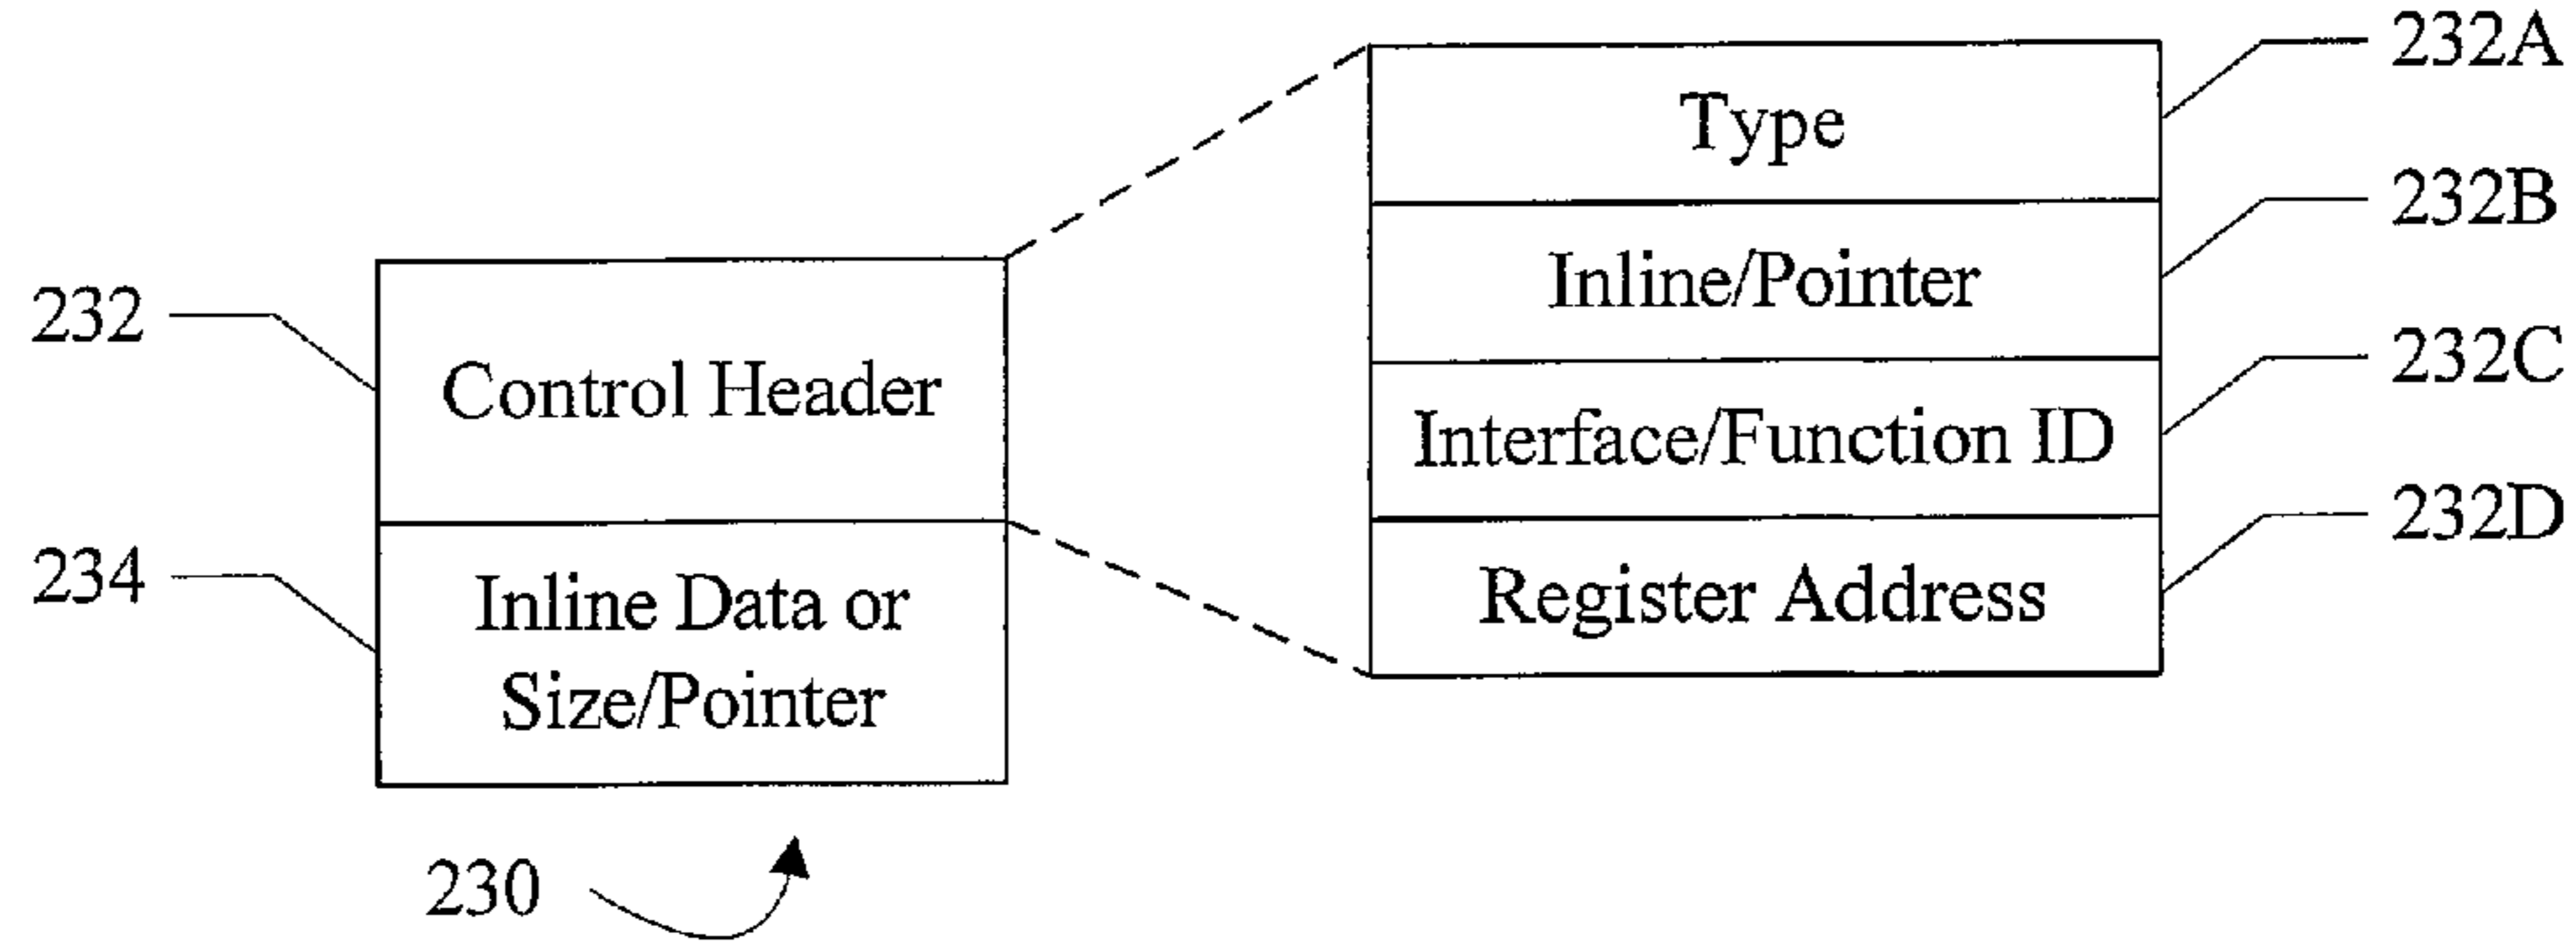 232
Control Header
234
Inline Data or
Size/Pointer
230
Type
232A
Inline/Pointer
232B
Interface/Function ID
232C
Register Address
232D